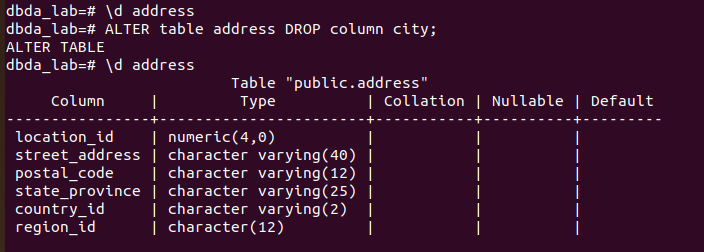 dbda_lab=# \d address
dbda_lab=# ALTER table address DROP column city;
ALTER TABLE
dbda_lab=# \d address
                         Table "public.address"
     Column     |         Type          | Collation | Nullable | Default
----------------+-----------------------+-----------+----------+---------
 location_id    | numeric(4,0)          |           |          |
 street_address | character varying(40) |           |          |
 postal_code    | character varying(12) |           |          |
 state_province | character varying(25) |           |          |
 country_id     | character varying(2)  |           |          |
 region_id      | character(12)         |           |          |